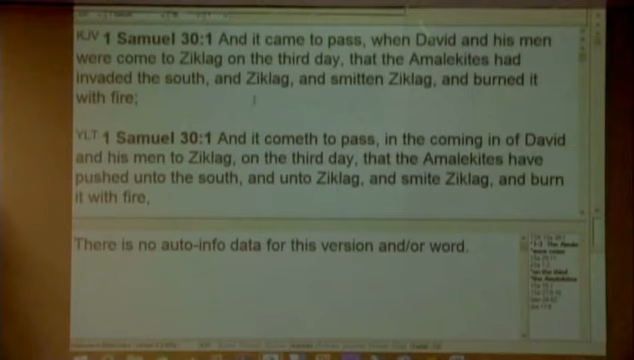 KJV 1 Samuel 30:1 And it came to pass, when David and his men
were come to Ziklag on the third day, that the Amalekites had
invaded the south, and Ziklag, and smitten Ziklag, and burned it
with fire;
YLT 1 Samuel 30:1 And it cometh to pass, in the coming in of David
and his men to Ziklag, on the third day, that the Amalekites have
pushed unto the south, and unto Ziklag, and smite Ziklag, and burn
it with fire,
There is no auto-info data for this version and/or word.